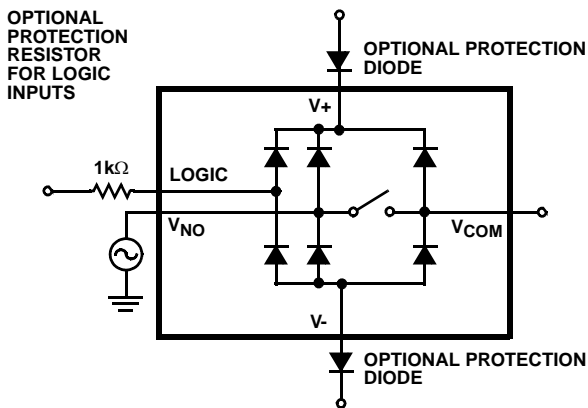 OPTIONAL
PROTECTION
RESISTOR
FOR LOGIC
INPUTS
OPTIONAL PROTECTION
DIODE
V+
1kΩ
LOGIC
VNO
VCOM
V-
OPTIONAL PROTECTION
DIODE